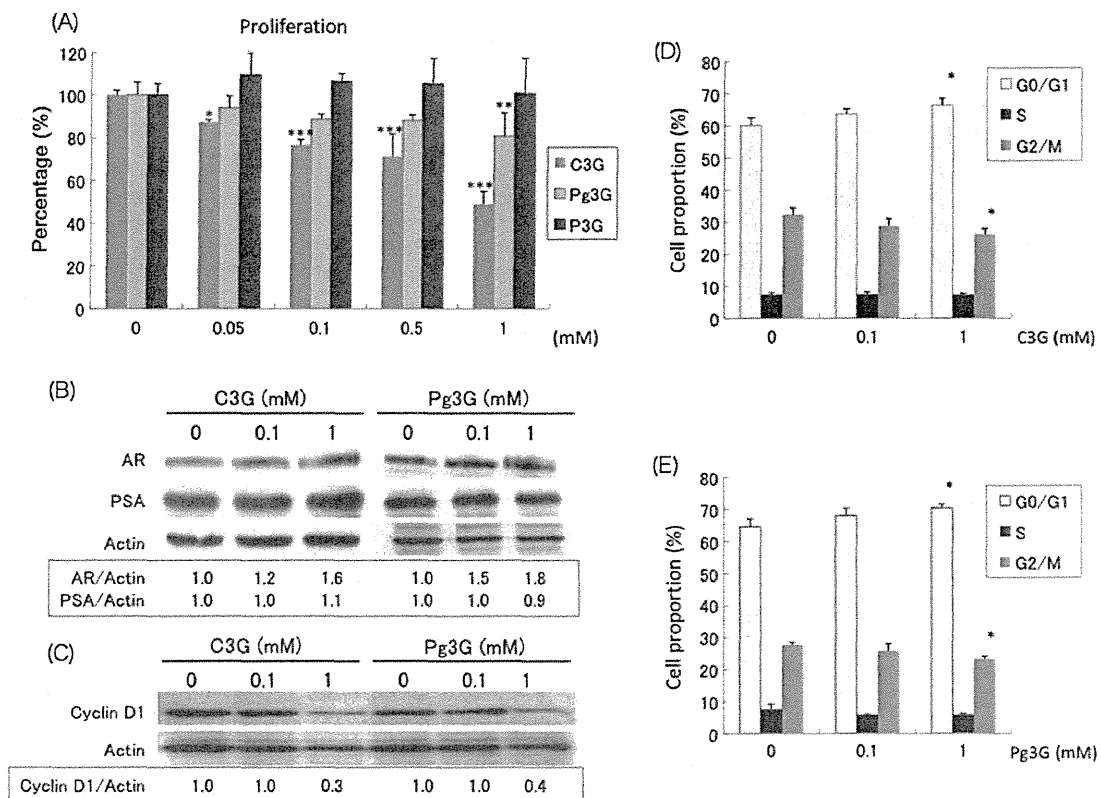 (A)
Proliferation
Percentage (%)
120
100
80
60
40
80
0
*
***
***
**
***
0 0.05 0.1 0.5 1 (mM)
C3G
Pg3G
P3G
(B)
C3G (mM) Pg3G (mM)
0 0.1 1 0 0.1 1
AR
PSA
Actin
AR/Actin 1.0 1.2 1.6 1.0 1.5 1.8
PSA/Actin 1.0 1.0 1.1 1.0 1.0 0.9
(C)
C3G (mM) Pg3G (mM)
0 0.1 1 0 0.1 1
Cyclin D1
Actin
Cyclin D1/Actin 1.0 1.0 0.3 1.0 1.0 0.4
(D)
Cell proportion (%)
80
70
60
50
40
30
20
10
0
*
*
0 0.1 1 C3G (mM)
G0/G1
S
G2/M
(E)
Cell proportion (%)
80
70
60
50
40
30
20
10
0
*
*
0 0.1 1 Pg3G (mM)
G0/G1
S
G2/M